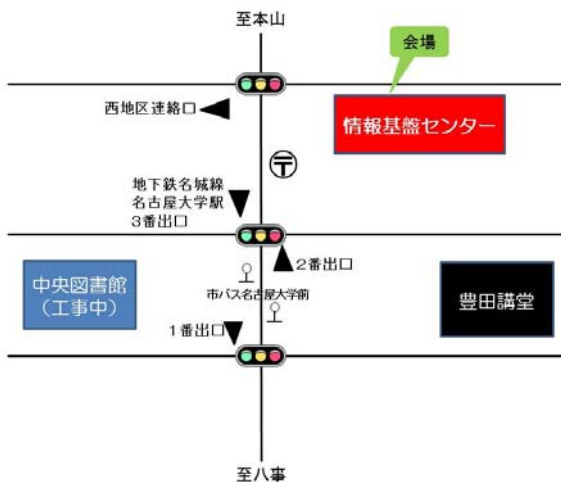 至本山
会場
西地区連絡口
情報基盤センター
〒
地下鉄名城線
名古屋大学駅
3番出口
2番出口
中央図書館
（工事中）
市バス名古屋大学前
豊田講堂
1番出口
至八事